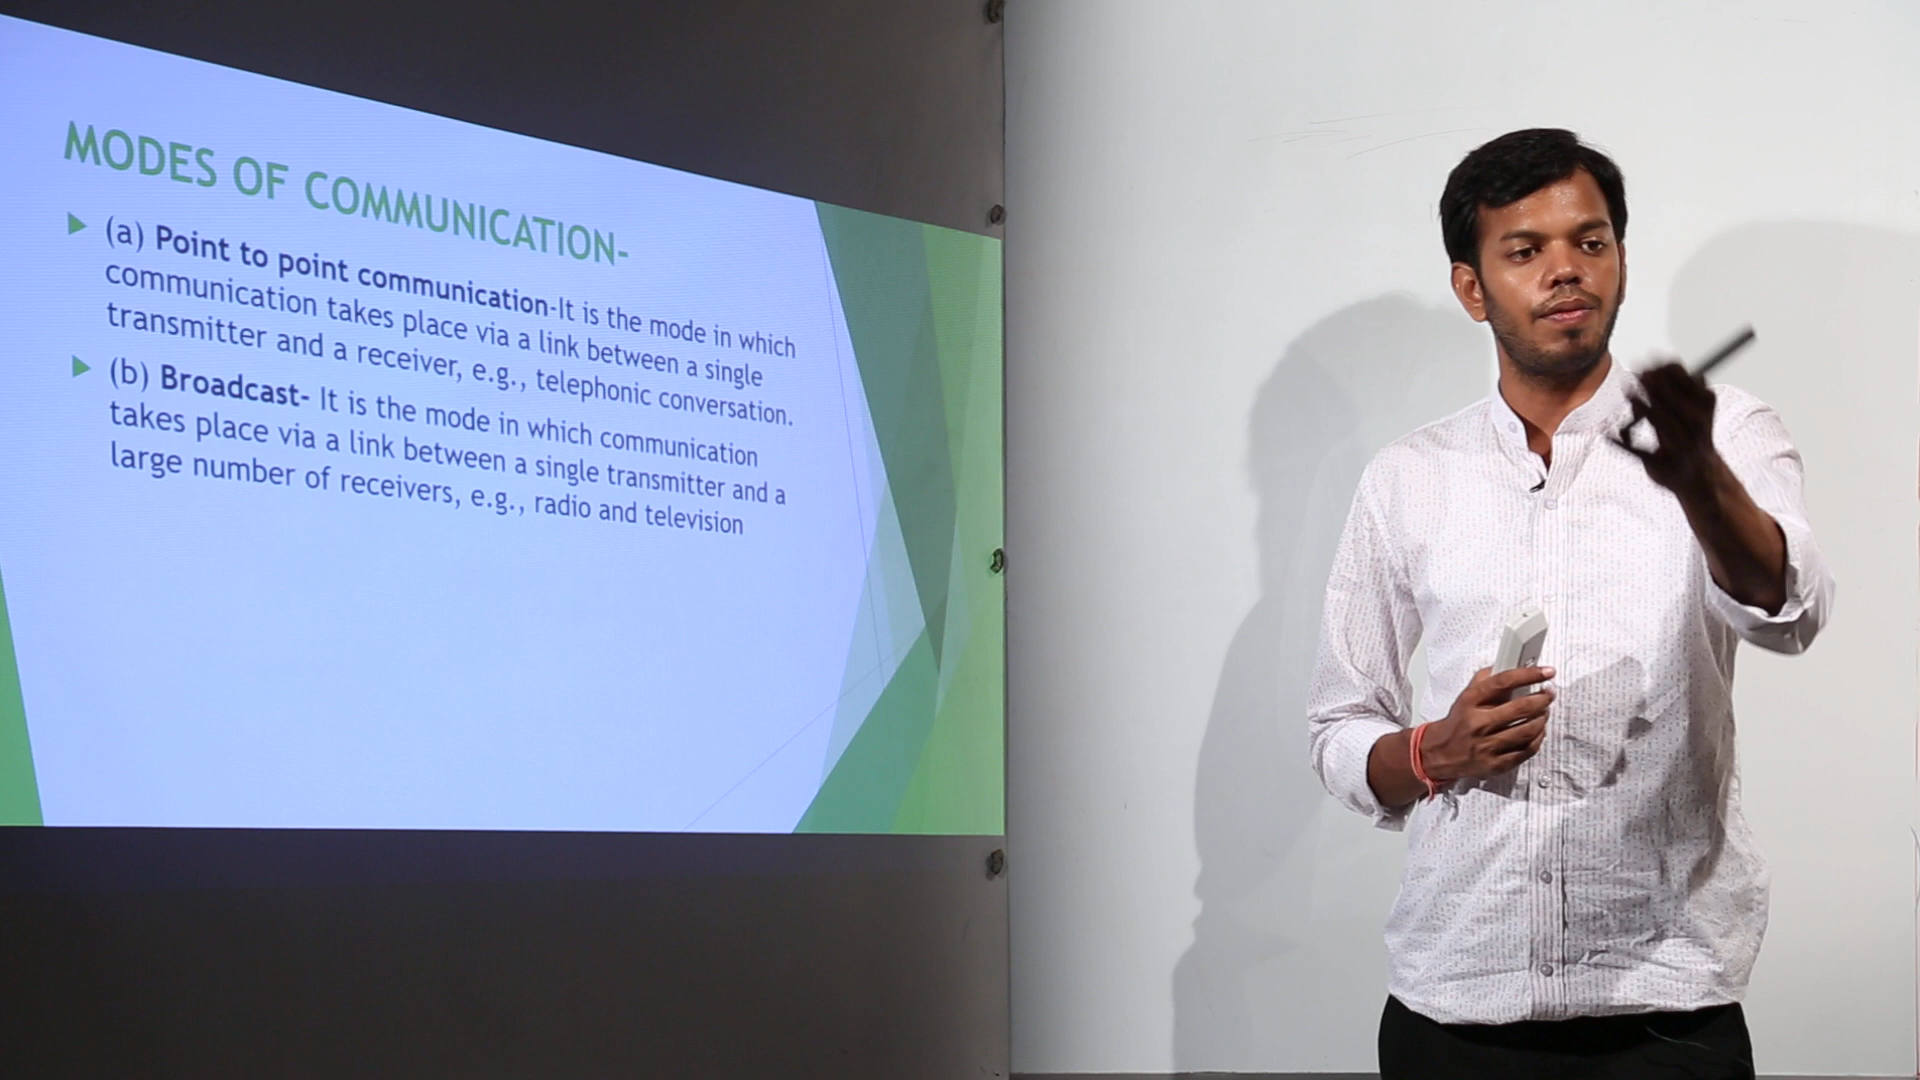 MODES OF COMMUNICATION-
(a) Point to point communication-It is the mode in which
communication takes place via a link between a single
transmitter and a receiver, e.g., telephonic conversation.
(b) Broadcast- It is the mode in which communication
takes place via a link between a single transmitter and a
large number of receivers, e.g., radio and television